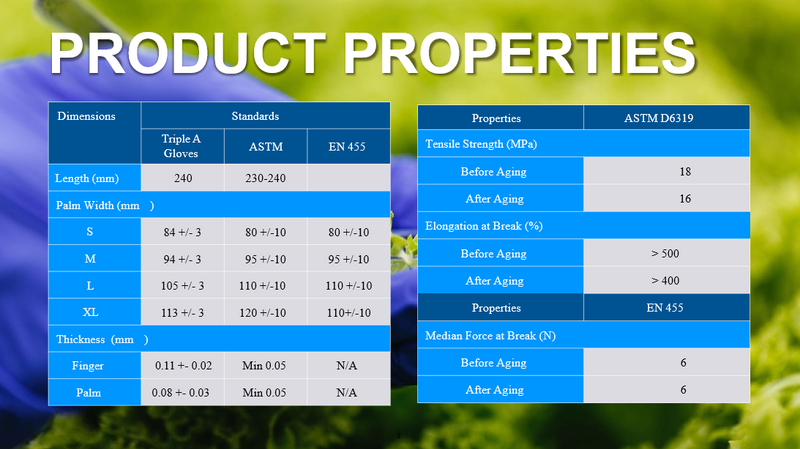 PRODUCT PROPERTIES
Dimensions Standards
Triple A Gloves ASTM EN 455
Length (mm) 240 230-240
Palm Width (mm )
S 84 +/- 3 80 +/-10 80 +/-10
M 94 +/- 3 95 +/-10 95 +/-10
L 105 +/- 3 110 +/-10 110 +/-10
XL 113 +/- 3 120 +/-10 110+/-10
Thickness (mm )
Finger 0.11 +- 0.02 Min 0.05 N/A
Palm 0.08 +- 0.03 Min 0.05 N/A
Properties ASTM D6319
Tensile Strength (MPa)
Before Aging 18
After Aging 16
Elongation at Break (%)
Before Aging > 500
After Aging > 400
Properties EN 455
Median Force at Break (N)
Before Aging 6
After Aging 6